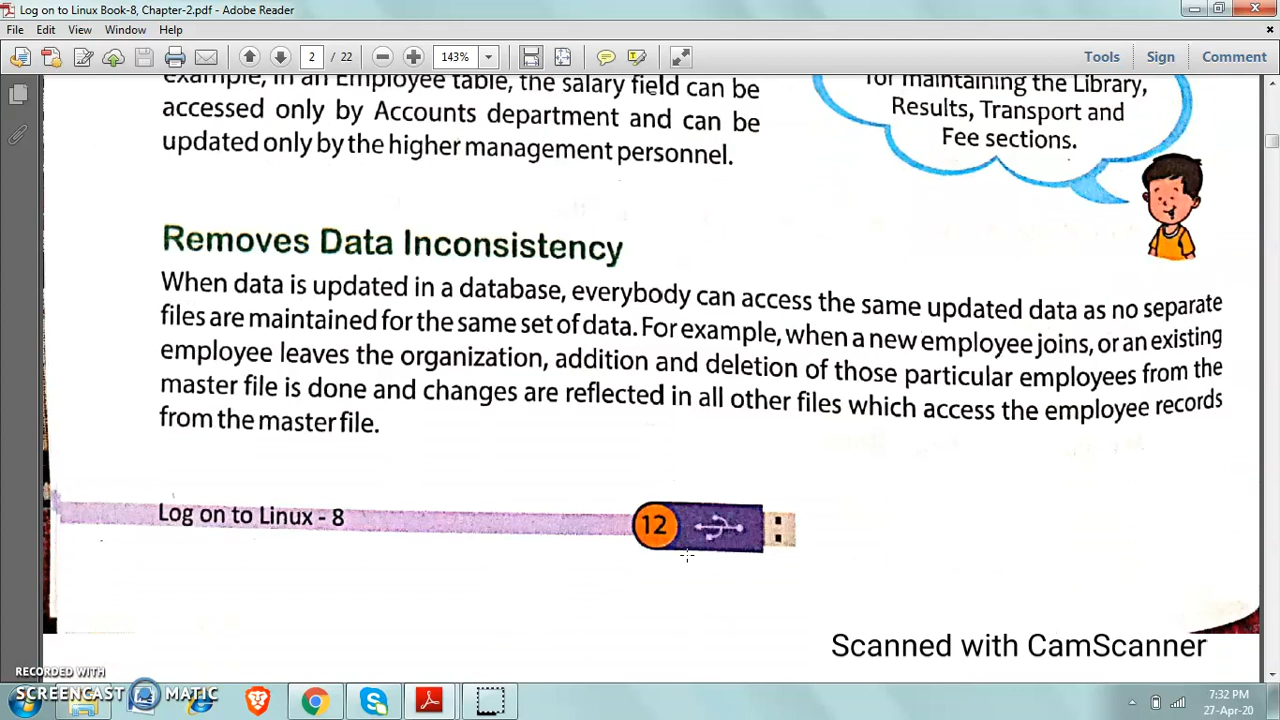 Log on to Linux Book-8, Chapter-2.pdf - Adobe Reader
File Edit View Window Help
2 / 22 143% Tools Sign Comment
example, in an Employee table, the salary field can be
accessed only by Accounts department and can be
updated only by the higher management personnel.
for maintaining the Library,
Results, Transport and
Fee sections.
Removes Data Inconsistency
When data is updated in a database, everybody can access the same updated data as no separate
files are maintained for the same set of data. For example, when a new employee joins, or an existing
employee leaves the organization, addition and deletion of those particular employees from the
master file is done and changes are reflected in all other files which access the employee records
from the master file.
Log on to Linux - 8
12
Scanned with CamScanner
RECORDED WITH
SCREENCAST MATIC
7:32 PM
27-Apr-20